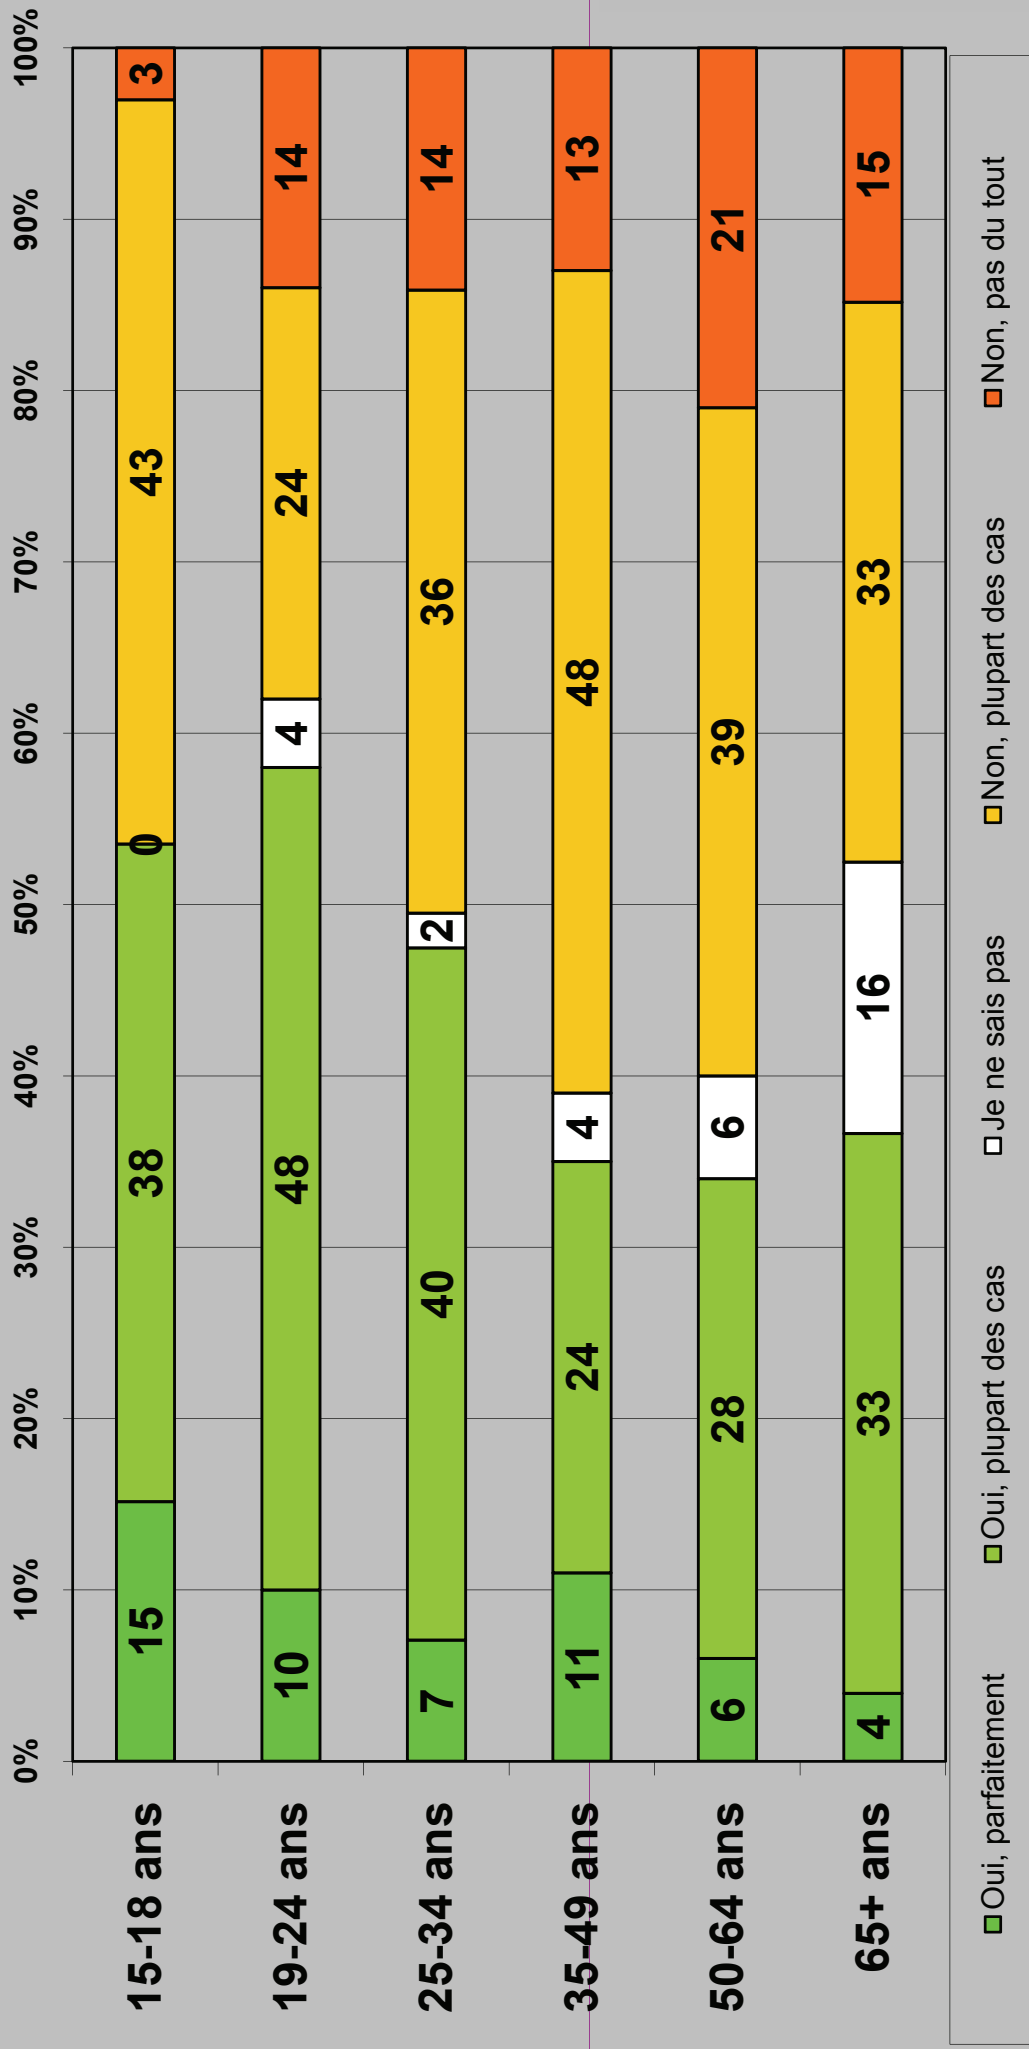 0% 10% 20% 30% 40% 50% 60% 70% 80% 90% 100%
15-18 ans 15 38 0 43 3
19-24 ans 10 48 4 24 14
25-34 ans 7 40 2 36 14
35-49 ans 11 24 4 48 13
50-64 ans 6 28 6 39 21
65+ ans 4 33 16 33 15
Oui, parfaitement Oui, plupart des cas Je ne sais pas Non, plupart des cas Non, pas du tout